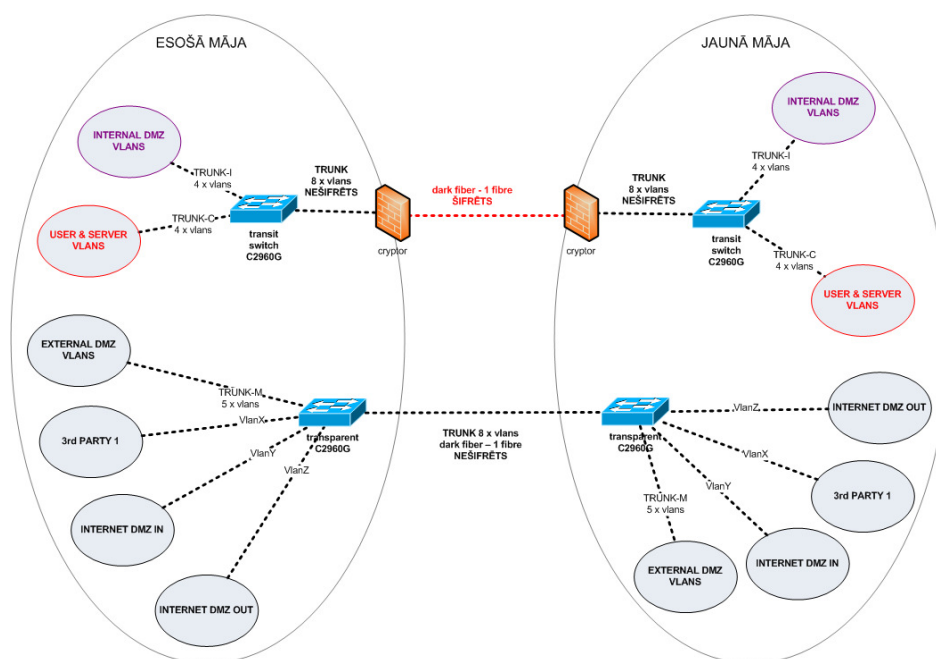 ESOŠĀ MĀJA
JAUNĀ MĀJA
INTERNAL DMZ
VLANS
TRUNK-I
4 x vlans
USER & SERVER
VLANS
TRUNK-C
4 x vlans
transit
switch
C2960G
TRUNK
8 x vlans
NEŠIFRĒTS
cryptor
dark fiber - 1 fibre
ŠIFRĒTS
cryptor
TRUNK
8 x vlans
NEŠIFRĒTS
transit
switch
C2960G
INTERNAL DMZ
VLANS
TRUNK-I
4 x vlans
TRUNK-C
4 x vlans
USER & SERVER
VLANS
EXTERNAL DMZ
VLANS
TRUNK-M
5 x vlans
3rd PARTY 1
VlanX
INTERNET DMZ IN
VlanY
INTERNET DMZ OUT
VlanZ
transparent
C2960G
TRUNK 8 x vlans
dark fiber – 1 fibre
NEŠIFRĒTS
transparent
C2960G
VlanZ
INTERNET DMZ OUT
VlanX
3rd PARTY 1
VlanY
INTERNET DMZ IN
TRUNK-M
5 x vlans
EXTERNAL DMZ
VLANS